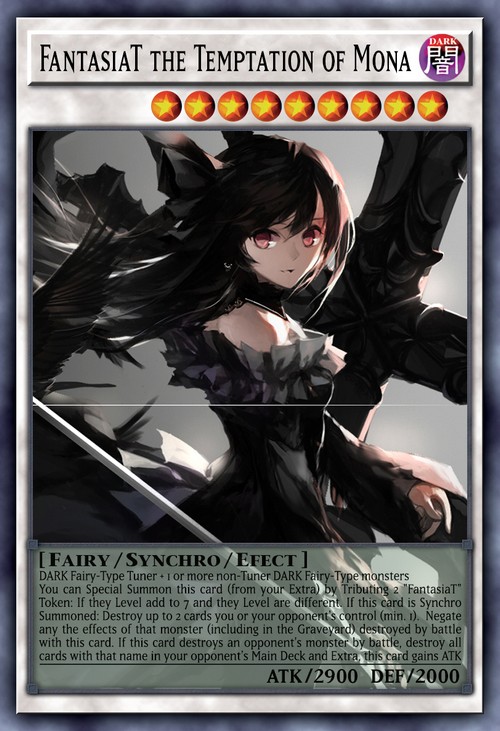 FantasiaT the Temptation of Mona
DARK
闇
[ Fairy / Synchro / Efect ]
DARK Fairy-Type Tuner + 1 or more non-Tuner DARK Fairy-Type monsters
You can Special Summon this card (from your Extra) by Tributing 2 "FantasiaT"
Token: If they Level add to 7 and they Level are different. If this card is Synchro
Summoned: Destroy up to 2 cards you or your opponent's control (min. 1). Negate
any the effects of that monster (including in the Graveyard) destroyed by battle
with this card. If this card destroys an opponent's monster by battle, destroy all
cards with that name in your opponent's Main Deck and Extra, this card gains ATK
ATK/2900 DEF/2000